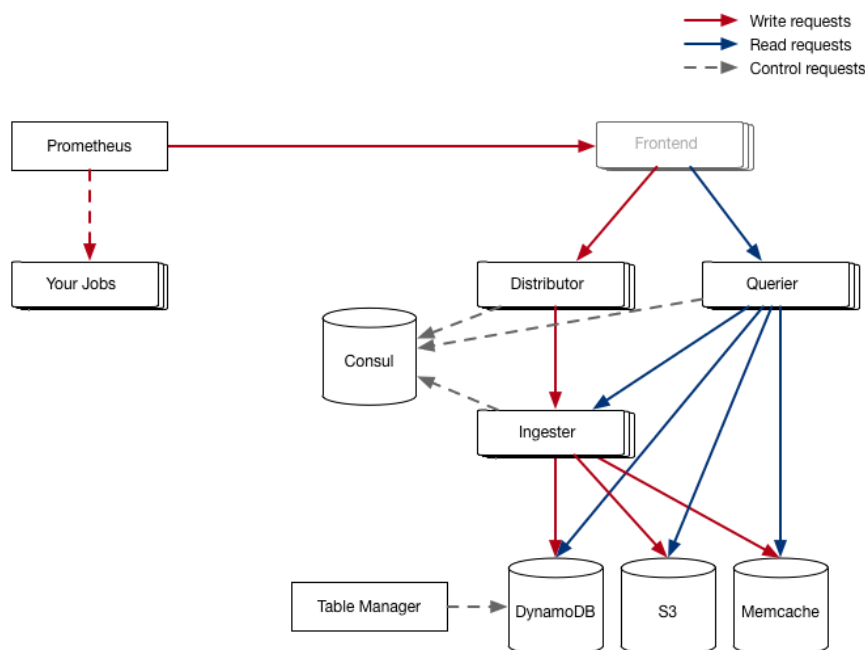 Write requests
Read requests
Control requests
Prometheus
Frontend
Your Jobs
Distributor
Querier
Consul
Ingester
Table Manager
DynamoDB
S3
Memcache